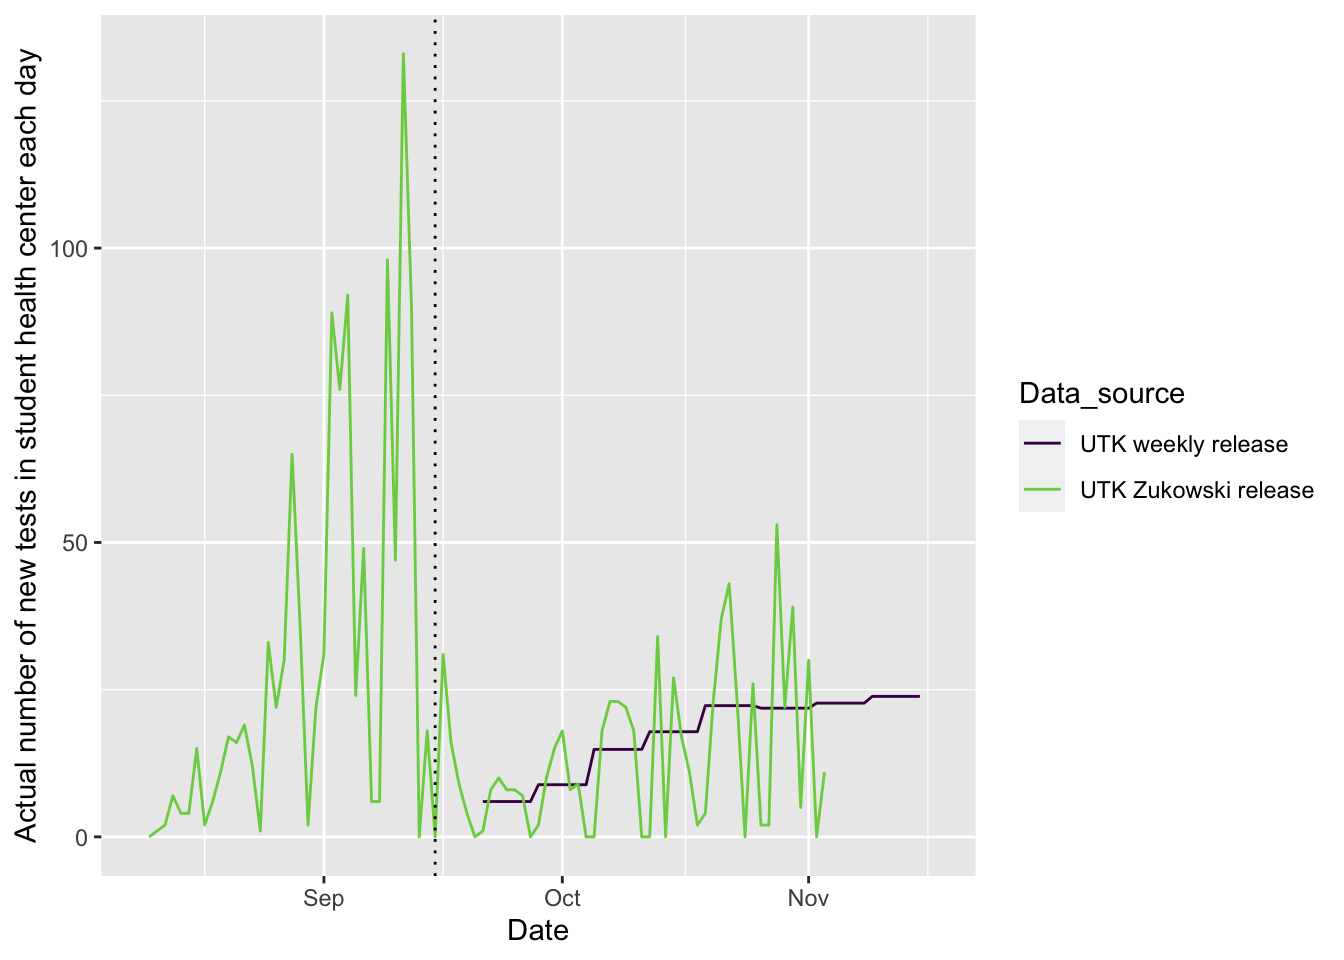 Actual number of new tests in student health center each day
100
50
0
Sep
Oct
Nov
Date
Data_source
UTK weekly release
UTK Zukowski release